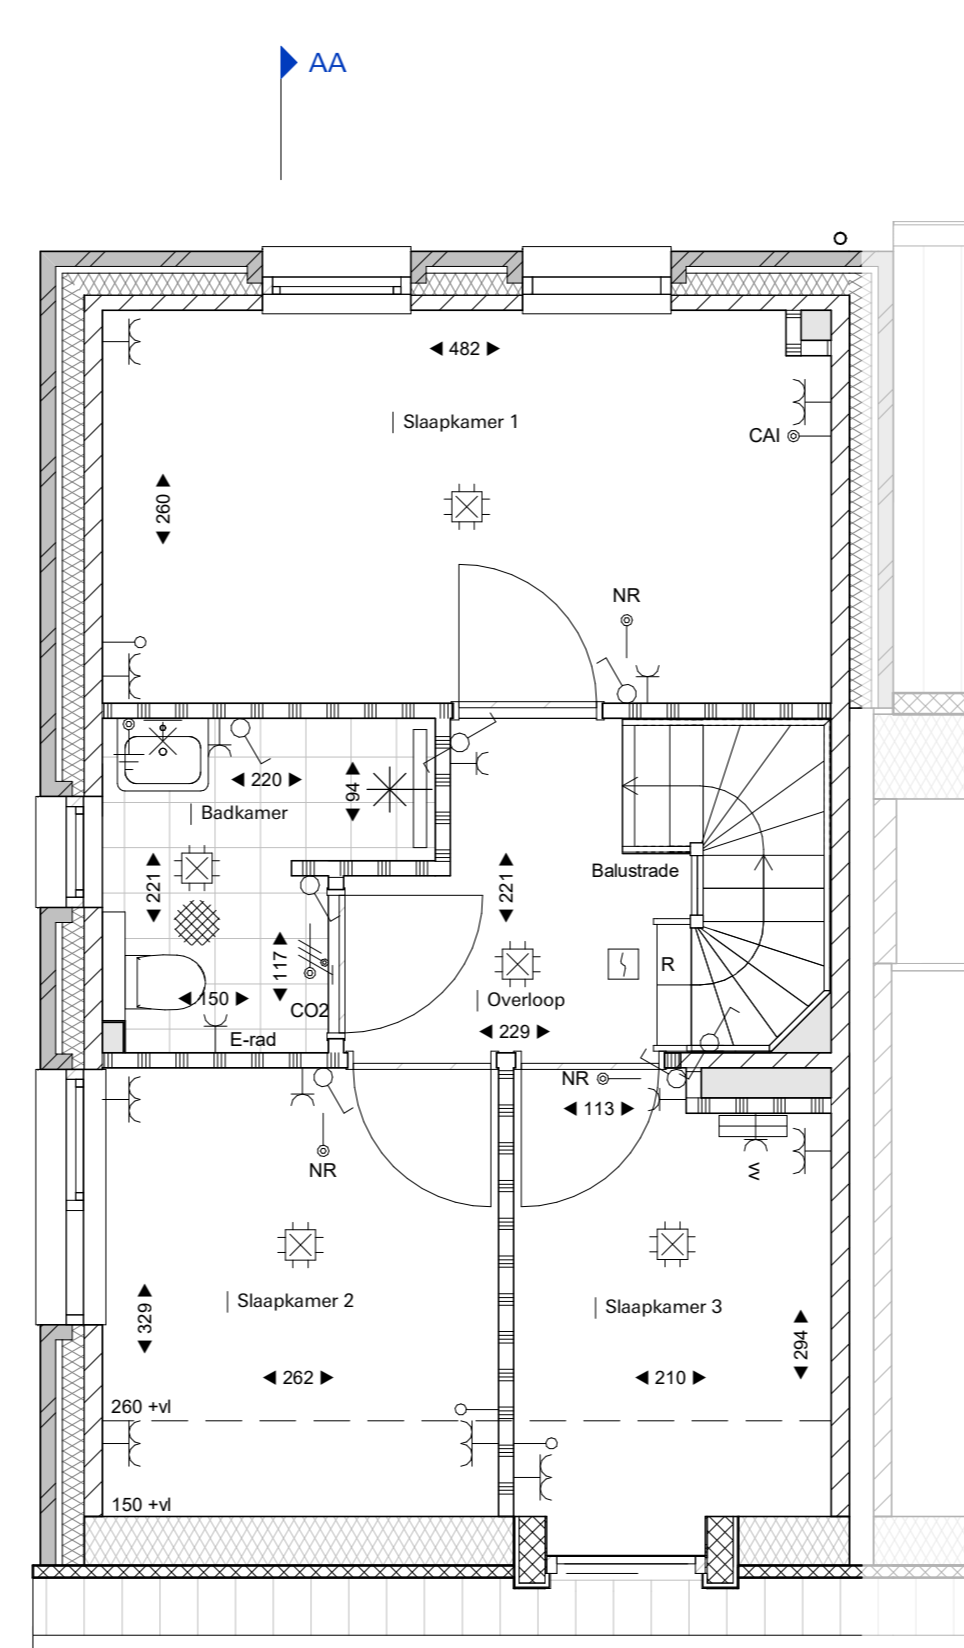 AA
482
Slaapkamer 1
CAI
260
NR
220
94
Badkamer
Balustrade
221
221
117
R
150
Overloop
CO2
229
E-rad
NR
113
NR
W
Slaapkamer 2
Slaapkamer 3
329
294
262
210
260 +vl
150 +vl